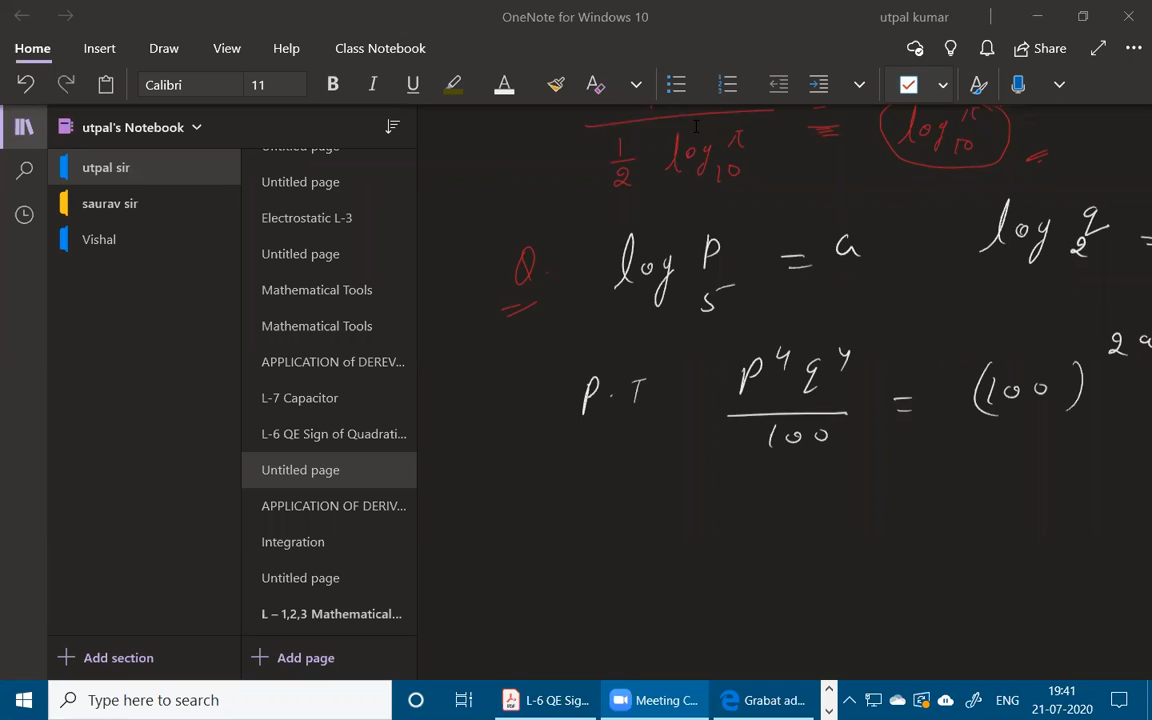 OneNote for Windows 10
utpal kumar
Home Insert Draw View Help Class Notebook
Share
Calibri 11 B I U A
utpal's Notebook
utpal sir
saurav sir
Vishal
Untitled page
Untitled page
Electrostatic L-3
Untitled page
Mathematical Tools
Mathematical Tools
APPLICATION of DEREV...
L-7 Capacitor
L-6 QE Sign of Quadrati...
Untitled page
APPLICATION OF DERIV...
Integration
Untitled page
L – 1,2,3 Mathematical...
Add section
Add page
1/2 log₁₀ π = log₁₀ π
Q. log₅ p = a log₂ q =
P.T p⁴ q⁴ / 100 = (100)² ᵃ
Type here to search
L-6 QE Sig...
Meeting C...
Grabat ad...
ENG
19:41
21-07-2020